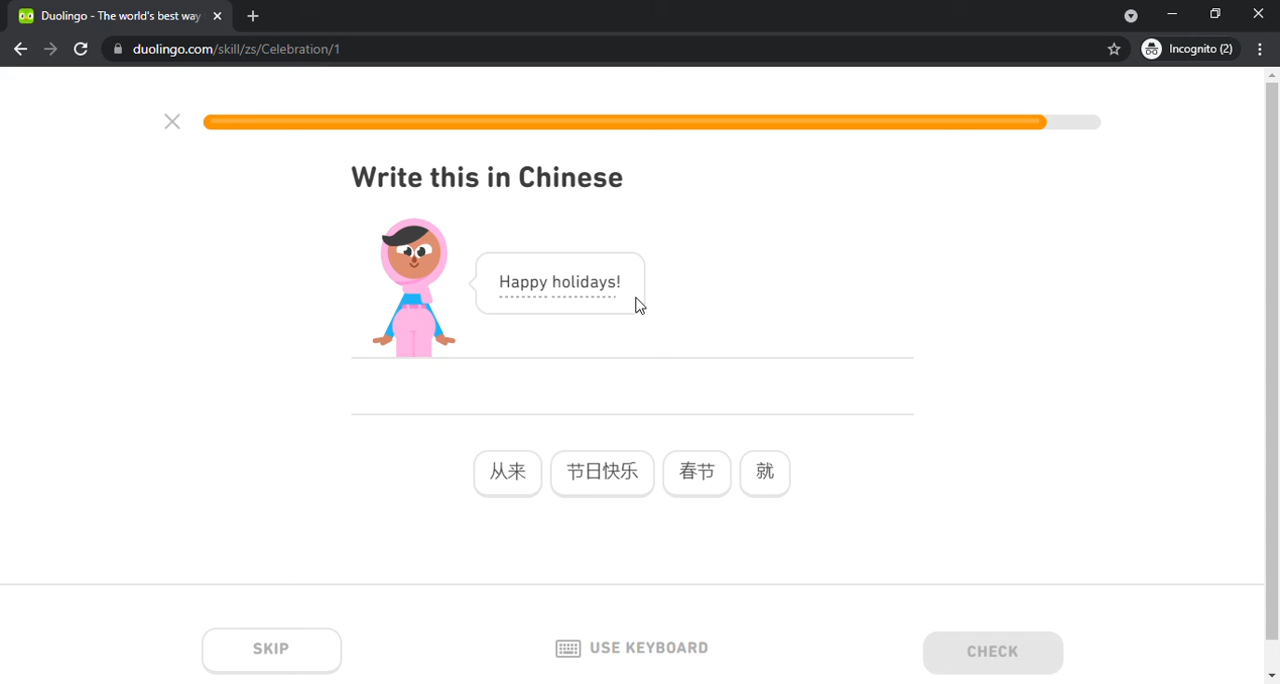 Duolingo - The world's best way
duolingo.com/skill/zs/Celebration/1
Incognito (2)
Write this in Chinese
Happy holidays!
从来 节日快乐 春节 就
SKIP
USE KEYBOARD
CHECK